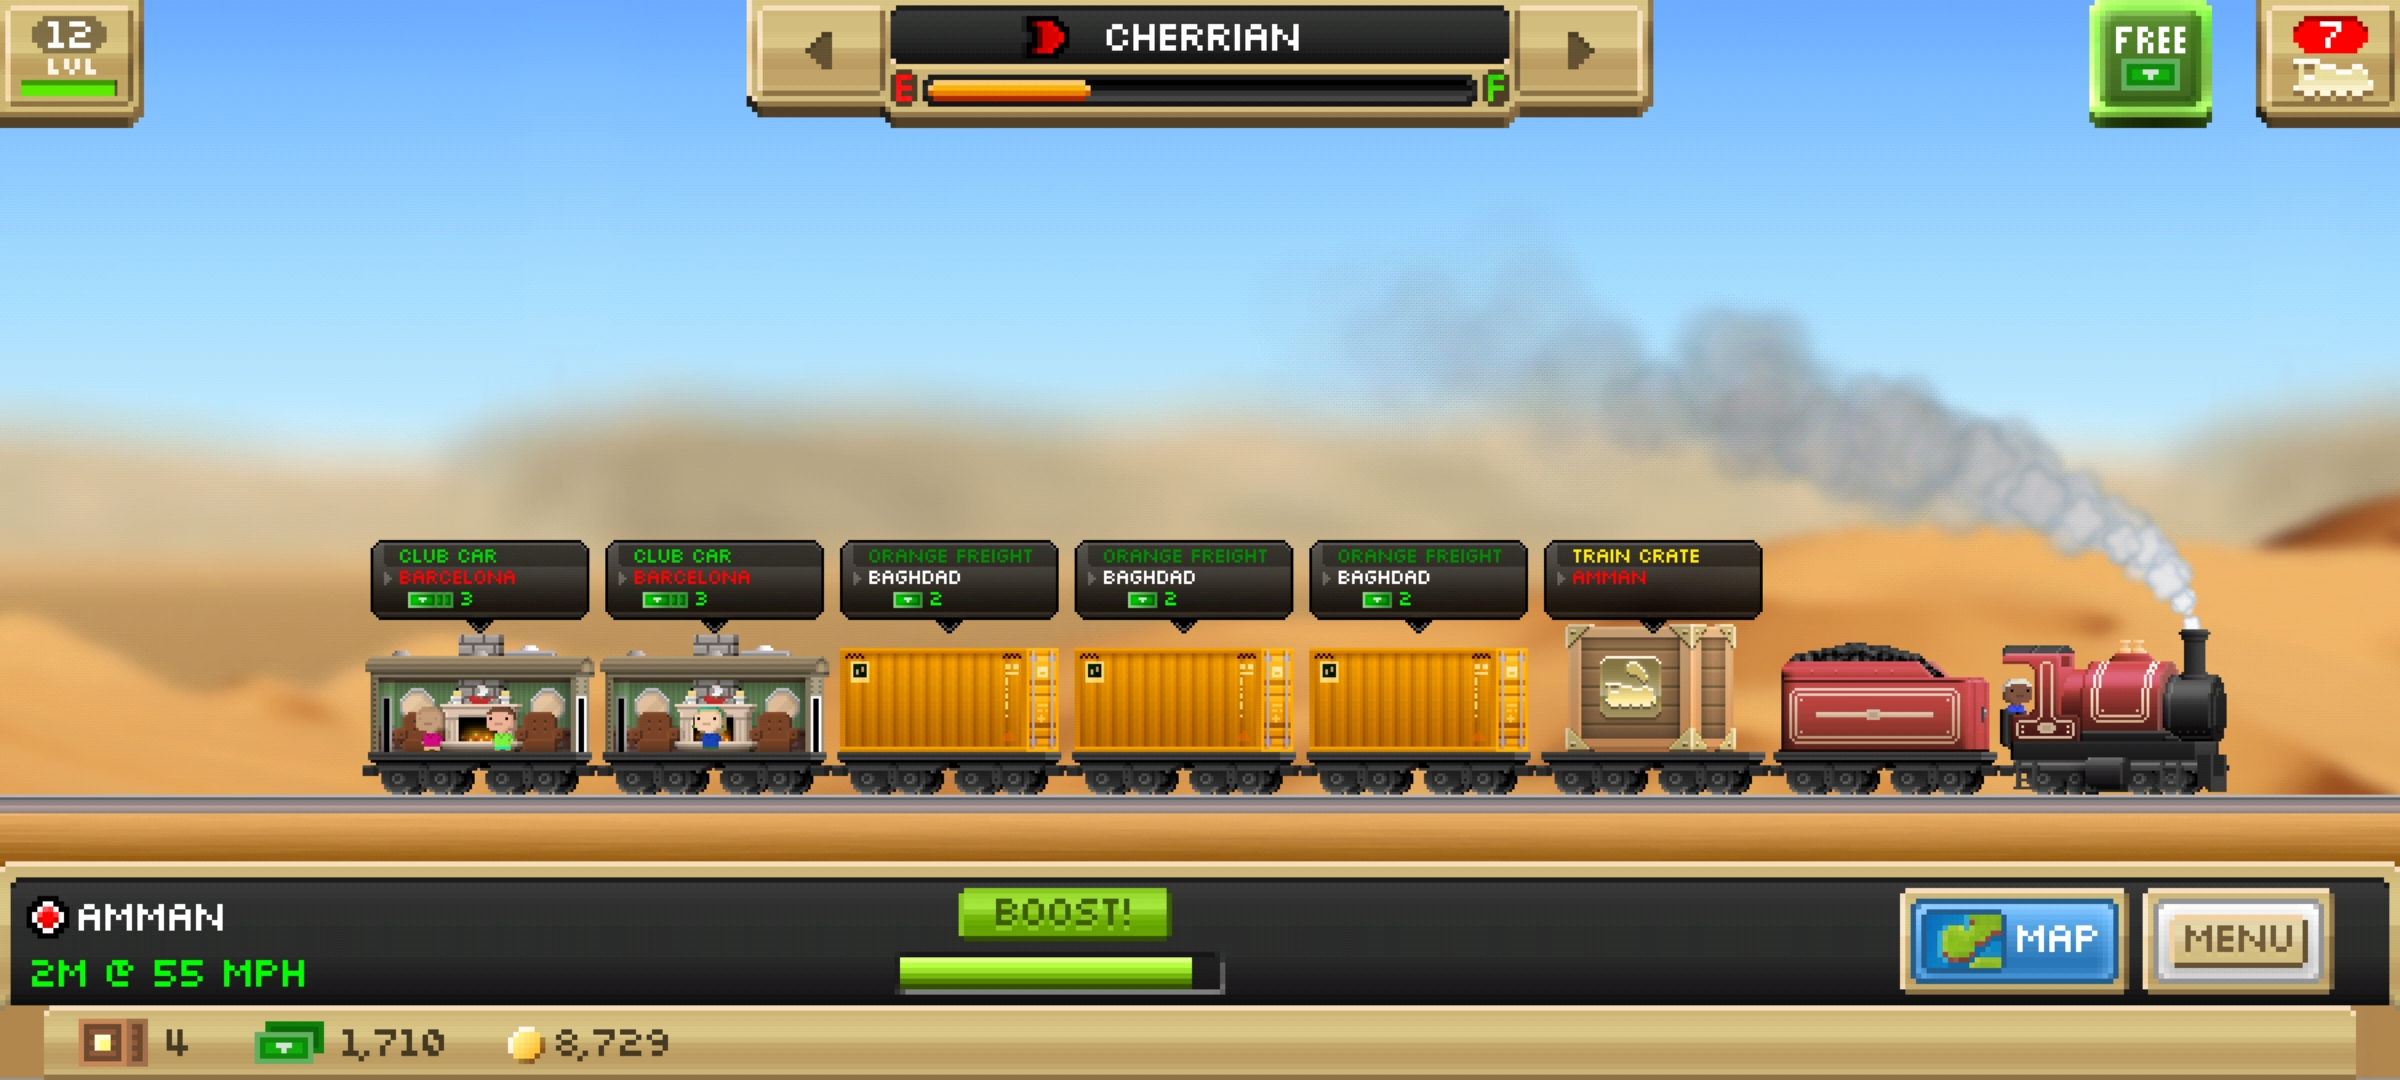 12
LVL
CHERRIAN
E
F
FREE
7
CLUB CAR
BARCELONA
3
CLUB CAR
BARCELONA
3
ORANGE FREIGHT
BAGHDAD
2
ORANGE FREIGHT
BAGHDAD
2
ORANGE FREIGHT
BAGHDAD
2
TRAIN CRATE
AMMAN
AMMAN
2M @ 55 MPH
BOOST!
MAP
MENU
4
1,710
8,729